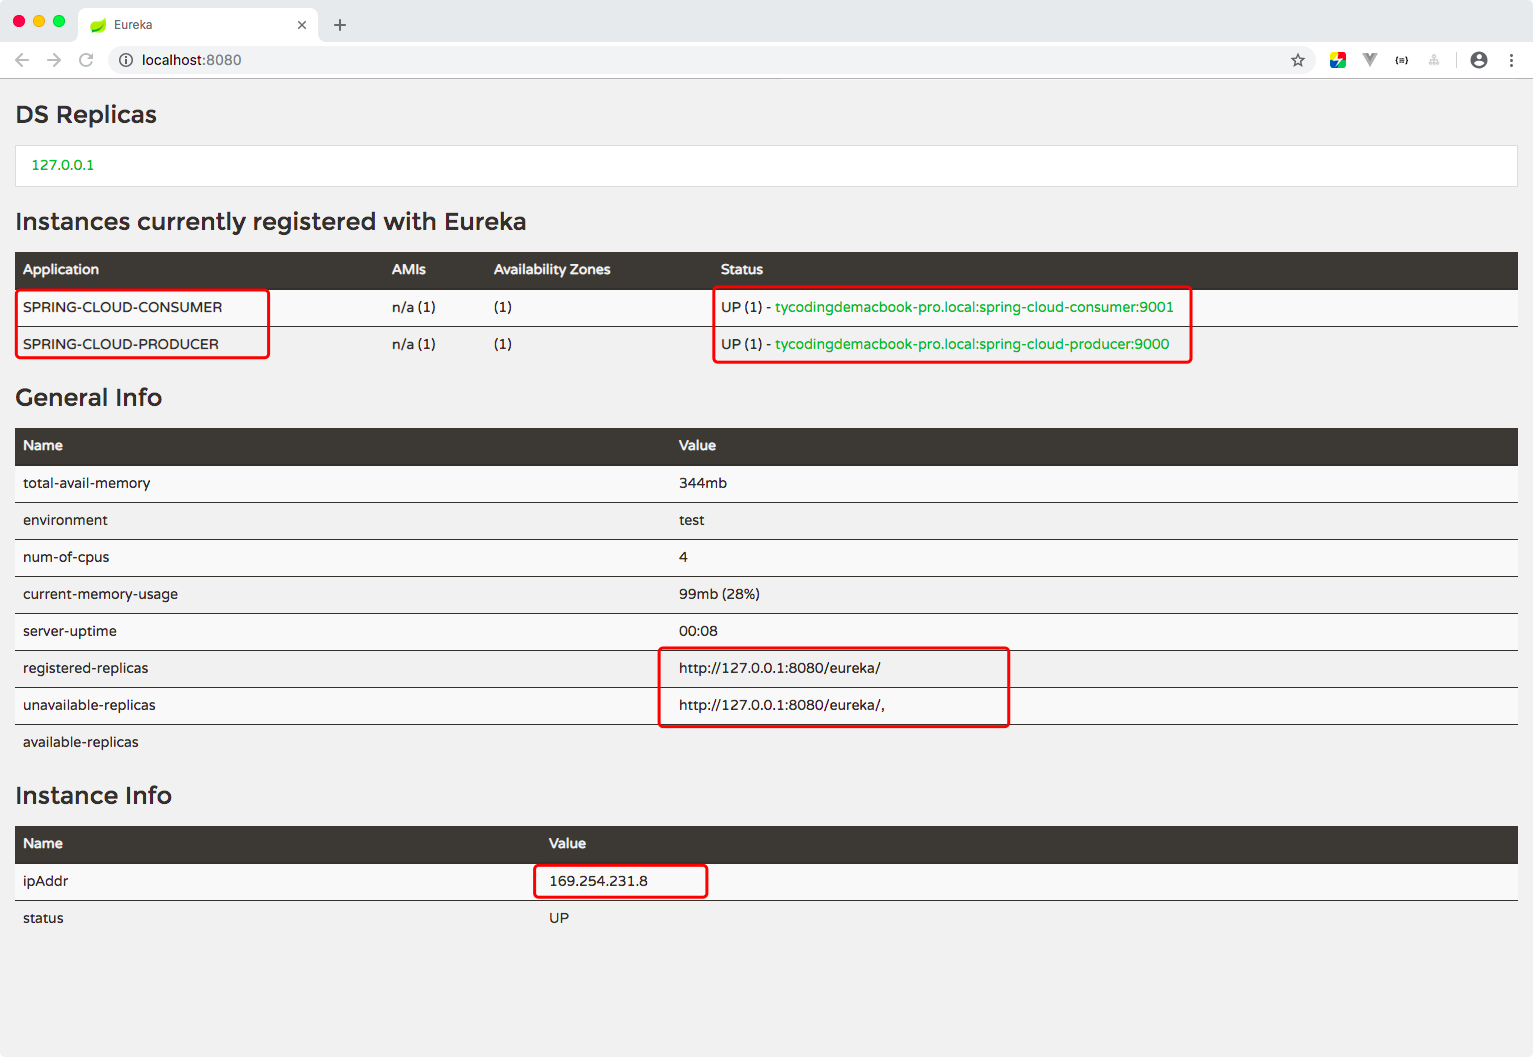 Eureka
localhost:8080
DS Replicas
127.0.0.1
Instances currently registered with Eureka
Application AMIs Availability Zones Status
SPRING-CLOUD-CONSUMER n/a (1) (1) UP (1) - tycodingdemacbook-pro.local:spring-cloud-consumer:9001
SPRING-CLOUD-PRODUCER n/a (1) (1) UP (1) - tycodingdemacbook-pro.local:spring-cloud-producer:9000
General Info
Name Value
total-avail-memory 344mb
environment test
num-of-cpus 4
current-memory-usage 99mb (28%)
server-uptime 00:08
registered-replicas http://127.0.0.1:8080/eureka/
unavailable-replicas http://127.0.0.1:8080/eureka/,
available-replicas
Instance Info
Name Value
ipAddr 169.254.231.8
status UP